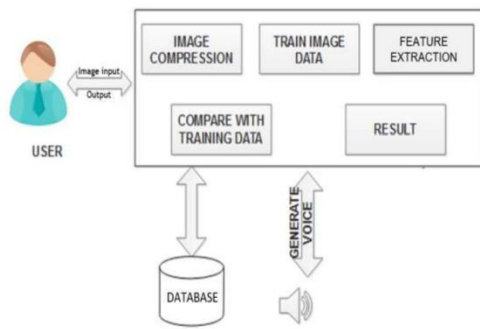 IMAGE
COMPRESSION
TRAIN IMAGE
DATA
FEATURE
EXTRACTION
Image input
Output
USER
COMPARE WITH
TRAINING DATA
RESULT
GENERATE
VOICE
DATABASE